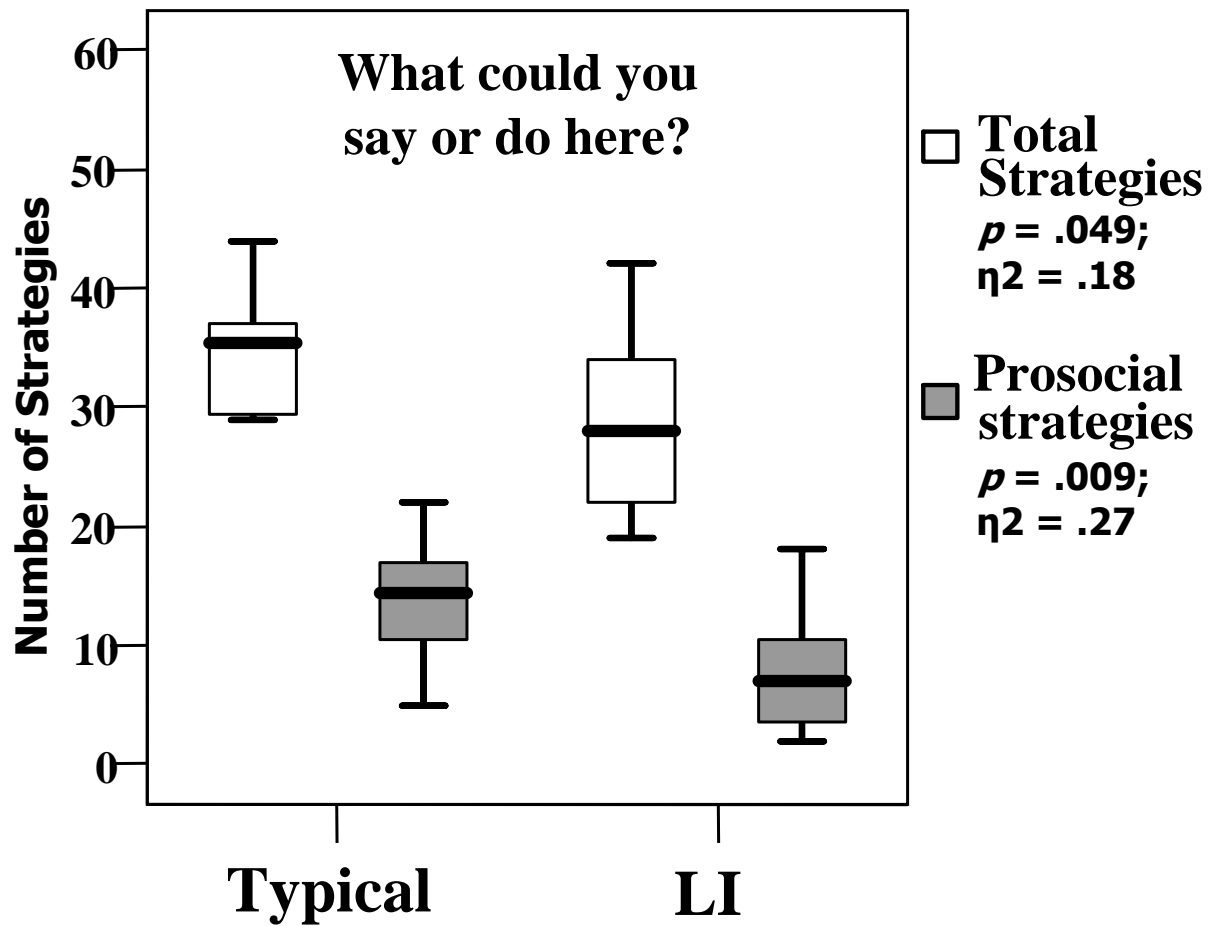 What could you
say or do here?
Number of Strategies
60
50
40
30
20
10
0
Typical
LI
Total
Strategies
p = .049;
η2 = .18
Prosocial
strategies
p = .009;
η2 = .27